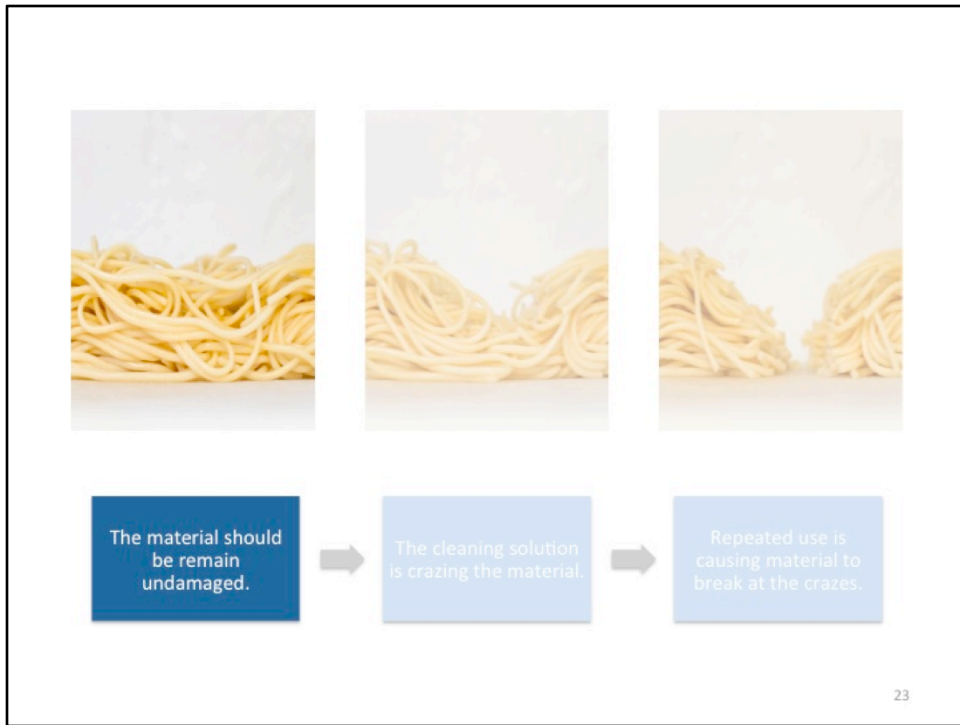 The material should
be remain
undamaged.
The cleaning solution
is crazing the material.
Repeated use is
causing material to
break at the crazes.
23